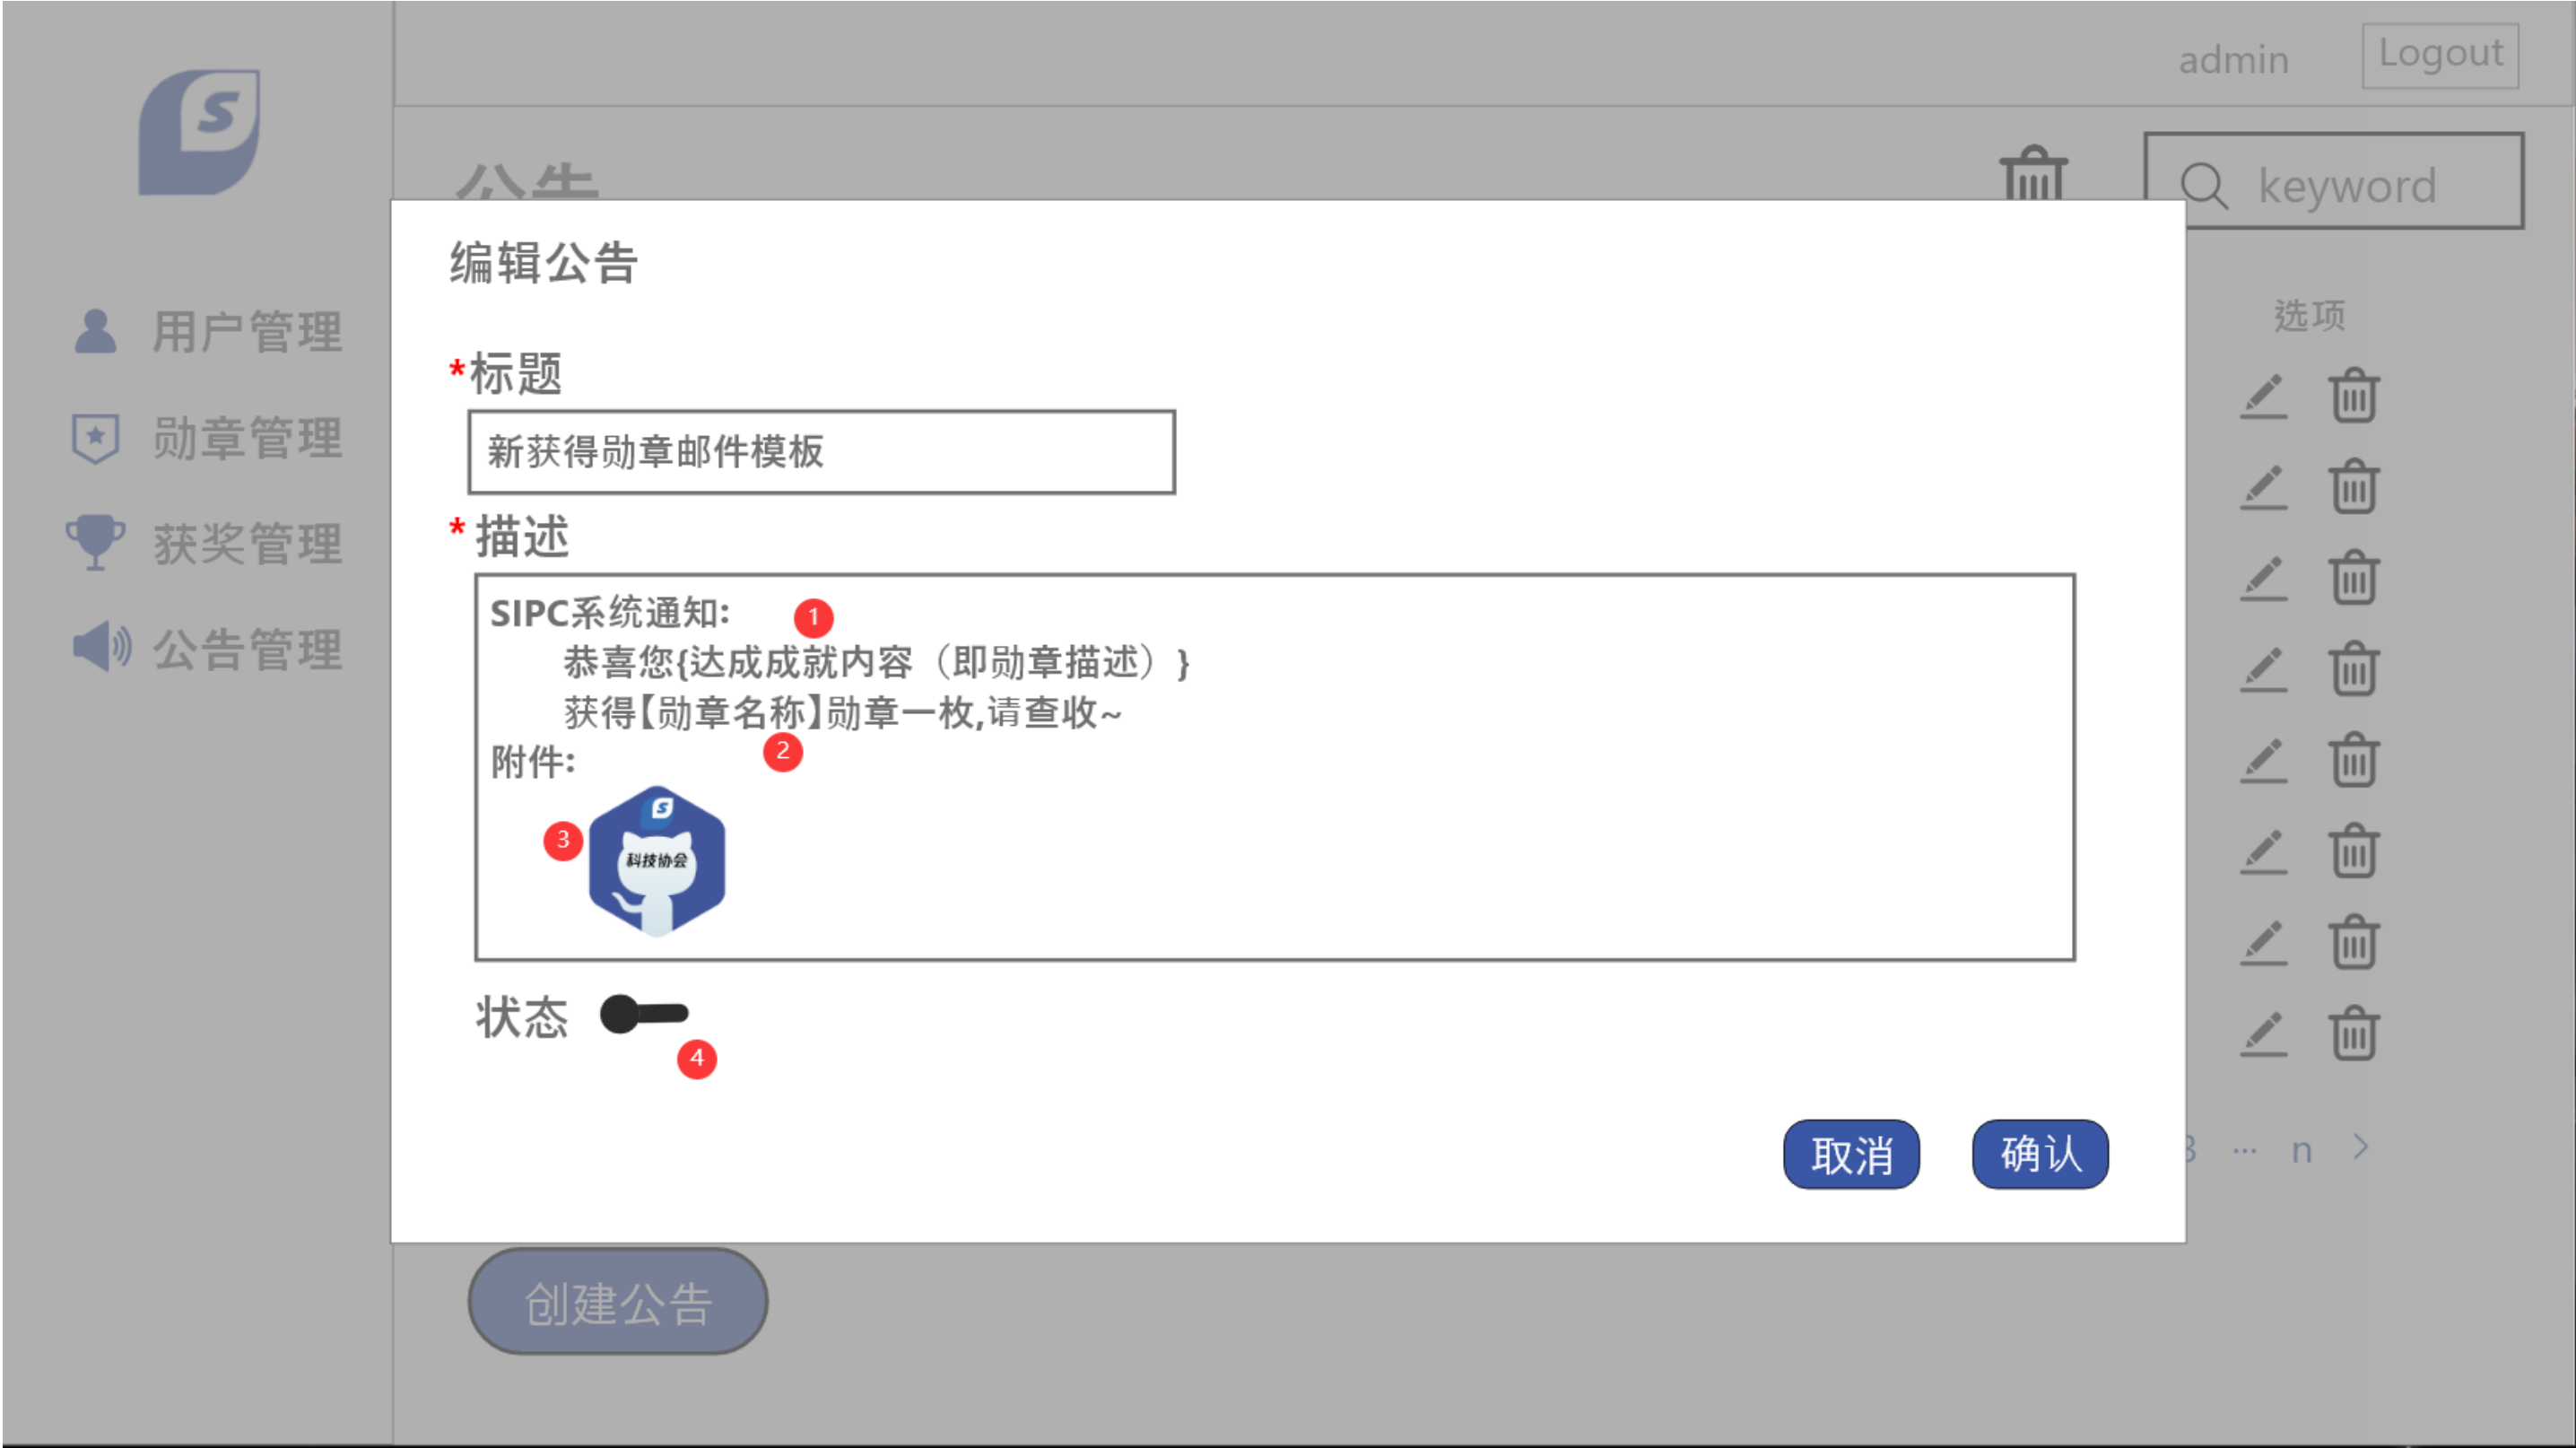 S
admin
Logout
公告
keyword
编辑公告
选项
用户管理
*标题
勋章管理
新获得勋章邮件模板
获奖管理
*描述
SIPC系统通知:
1
公告管理
恭喜您{达成成就内容（即勋章描述）}
获得【勋章名称】勋章一枚,请查收~
2
附件:
S
3
科技协会
状态
4
取消
确认
... n >
创建公告